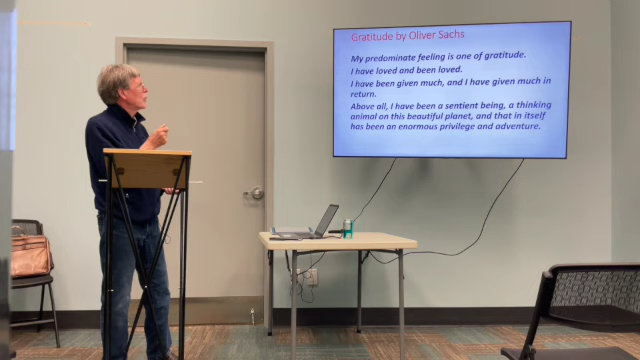 Gratitude by Oliver Sachs
My predominate feeling is one of gratitude.
I have loved and been loved.
I have been given much, and I have given much in
return.
Above all, I have been a sentient being, a thinking
animal on this beautiful planet, and that in itself
has been an enormous privilege and adventure.